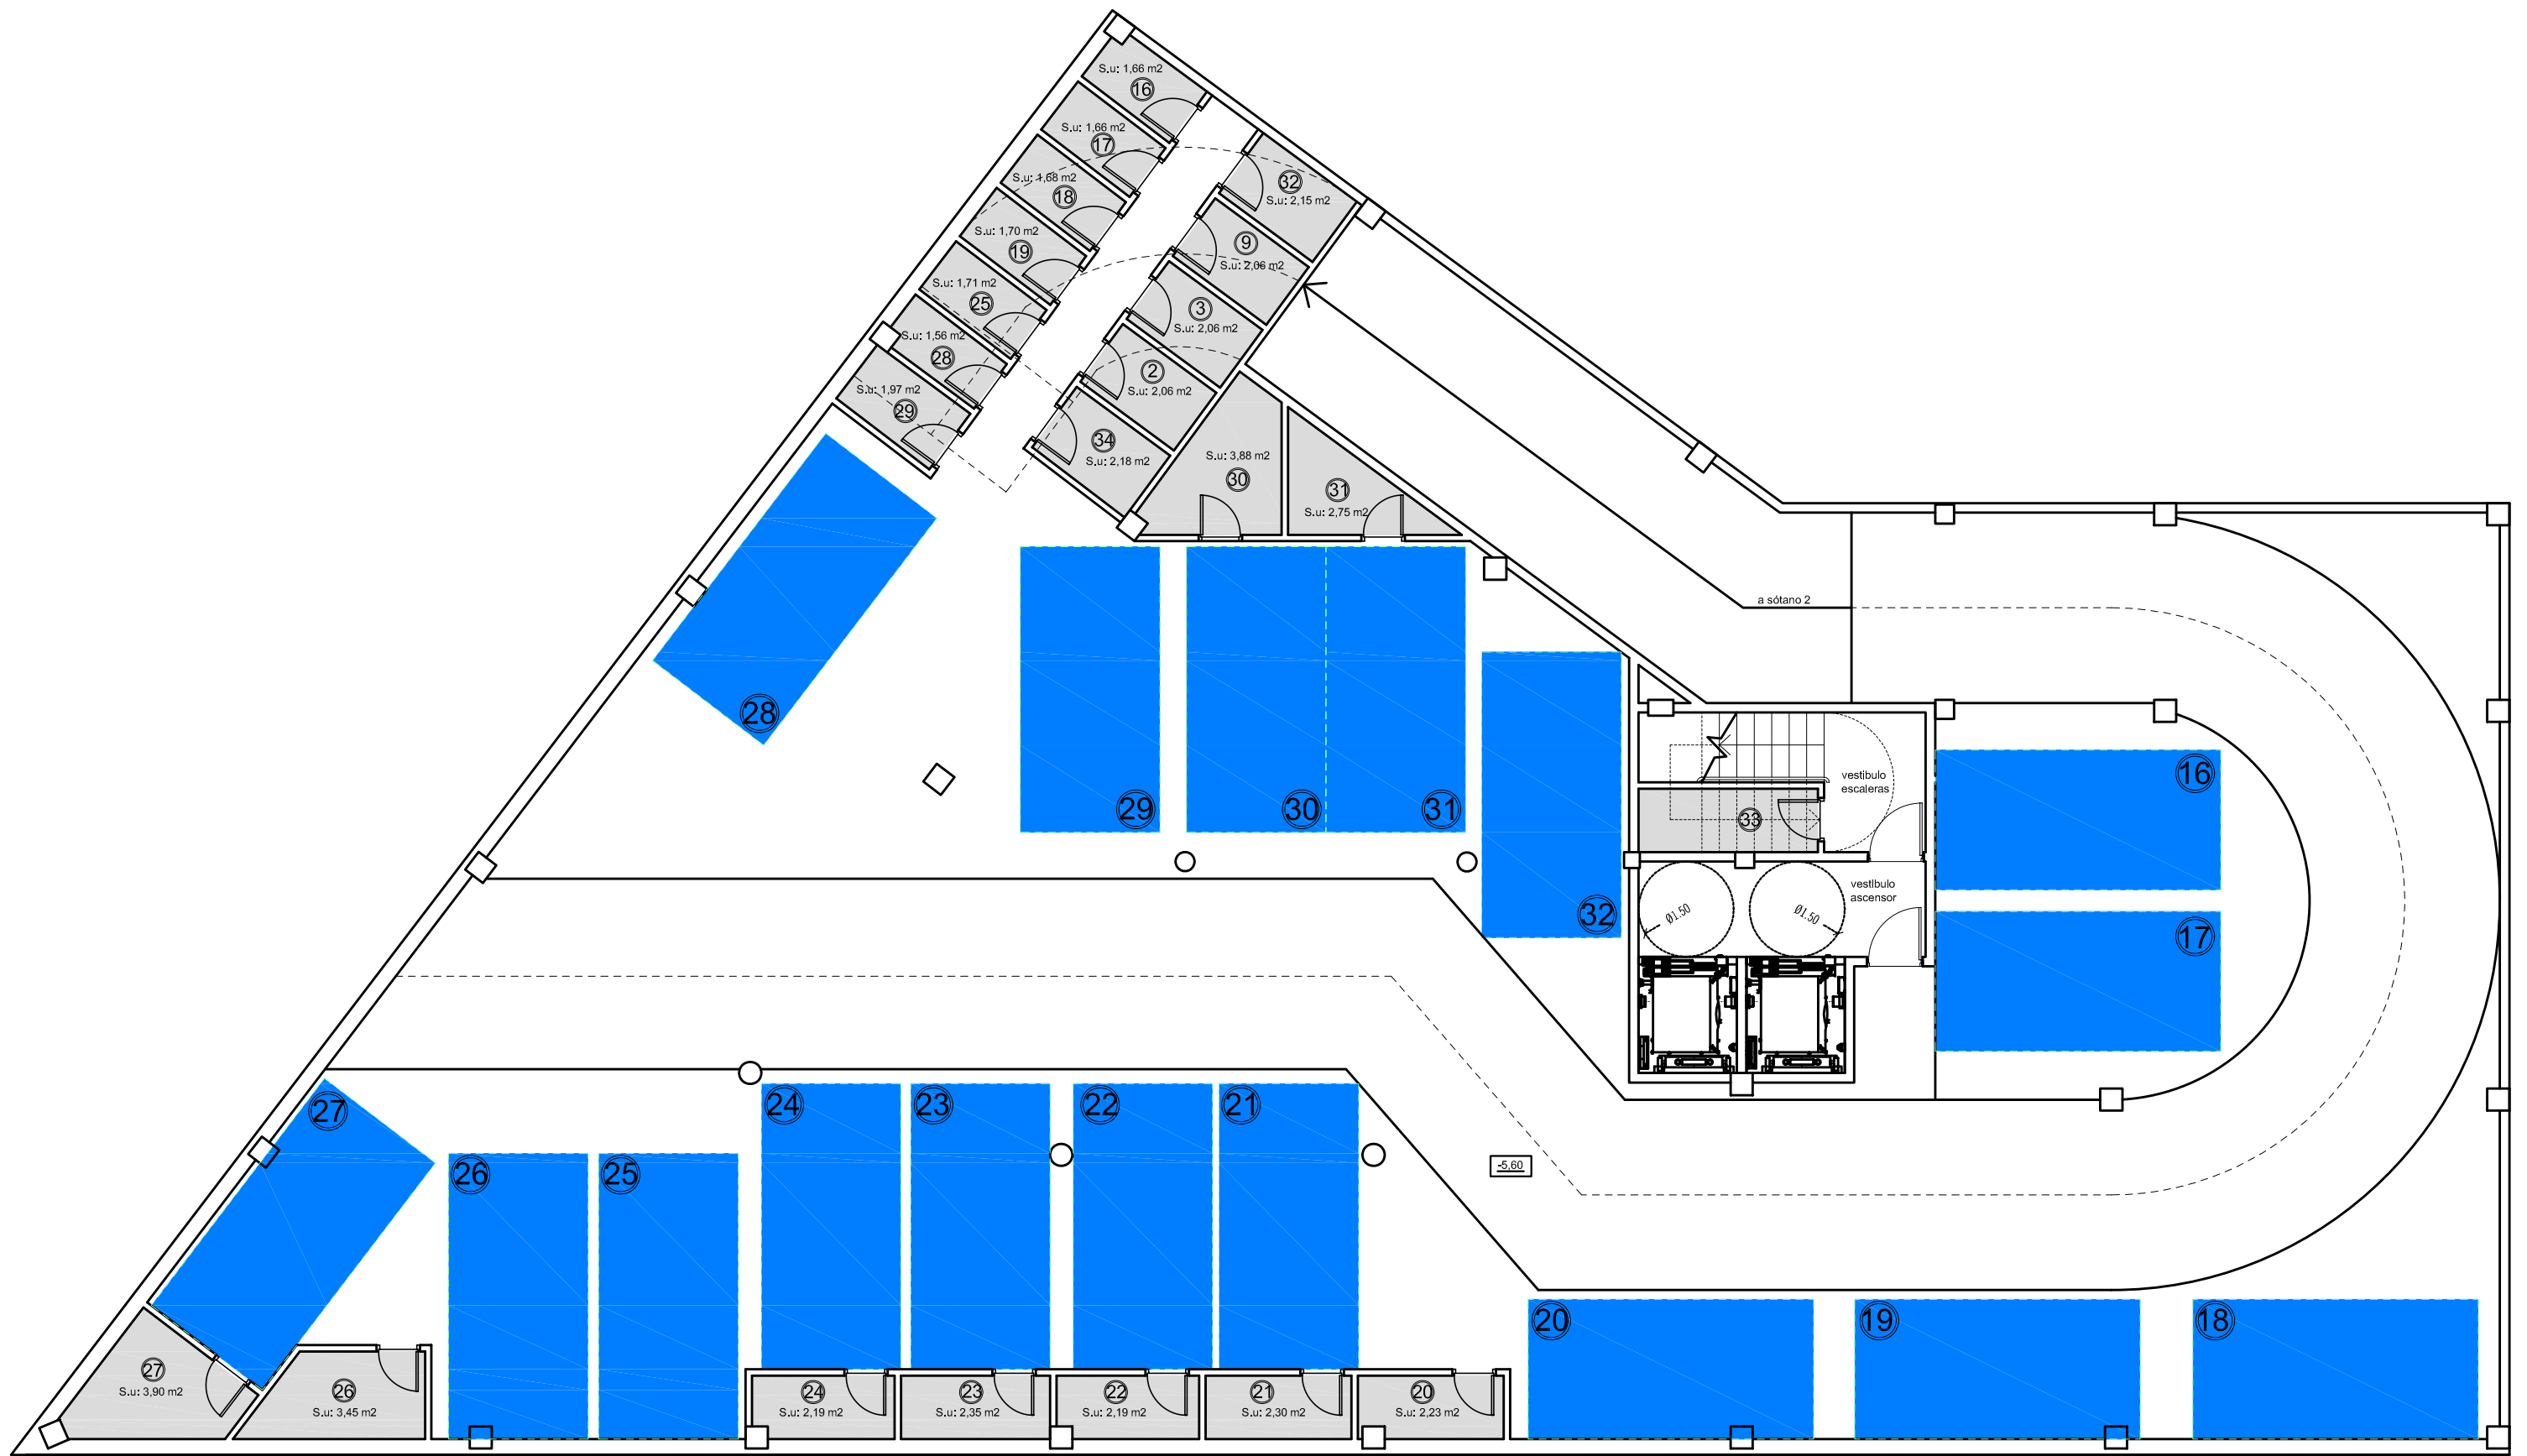 S.u: 1,66 m2
16
S.u: 1,66 m2
17
S.u: 1,68 m2
18
S.u: 1,70 m2
19
S.u: 1,71 m2
25
S.u: 1,56 m2
28
S.u: 1,97 m2
29
32
S.u: 2,15 m2
9
S.u: 2,06 m2
3
S.u: 2,06 m2
2
S.u: 2,06 m2
34
S.u: 2,18 m2
S.u: 3,88 m2
30
31
S.u: 2,75 m2
a sótano 2
28
29
30
31
32
vestíbulo
escaleras
33
vestíbulo
ascensor
Ø1.50
Ø1.50
16
17
-5,60
27
26
25
24
23
22
21
20
19
18
27
S.u: 3,90 m2
26
S.u: 3,45 m2
24
S.u: 2,19 m2
23
S.u: 2,35 m2
22
S.u: 2,19 m2
21
S.u: 2,30 m2
20
S.u: 2,23 m2